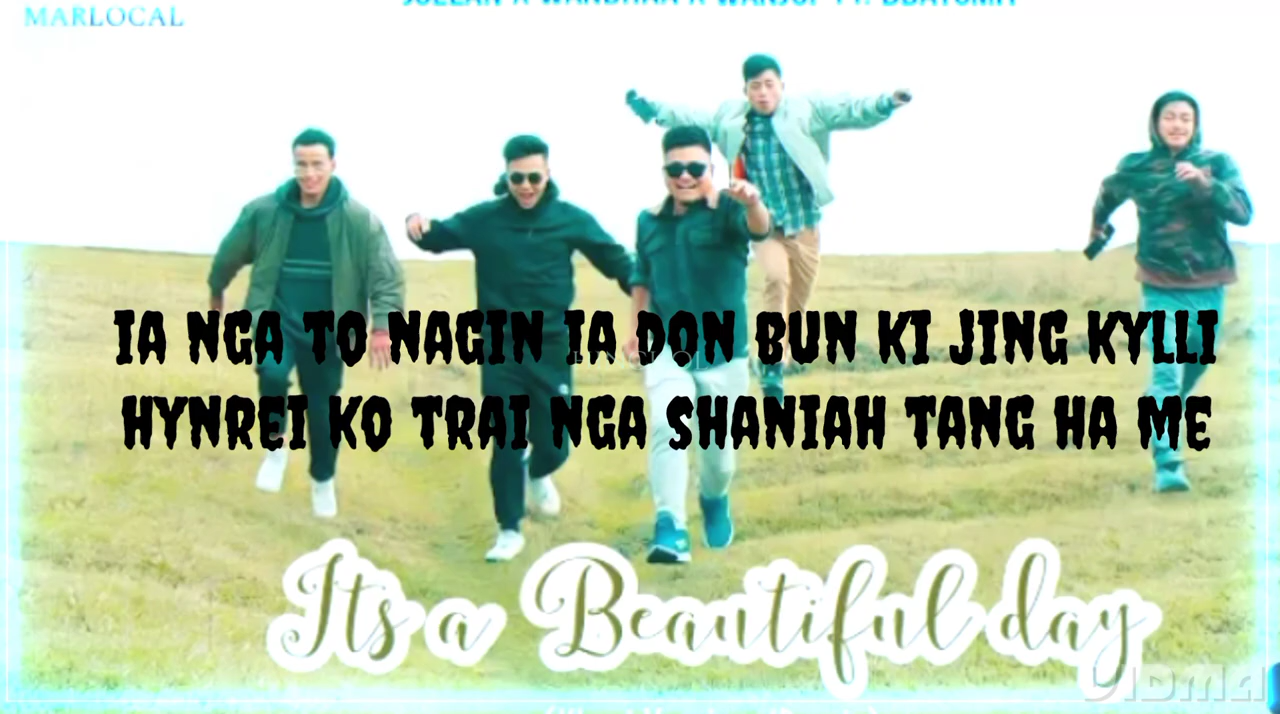 MARLOCAL
IA NGA TO NAGIN IA DON BUN KI JING KYLLI
HYNREI KO TRAI NGA SHANIAH TANG HA ME
Its a Beautiful day
VIDMA